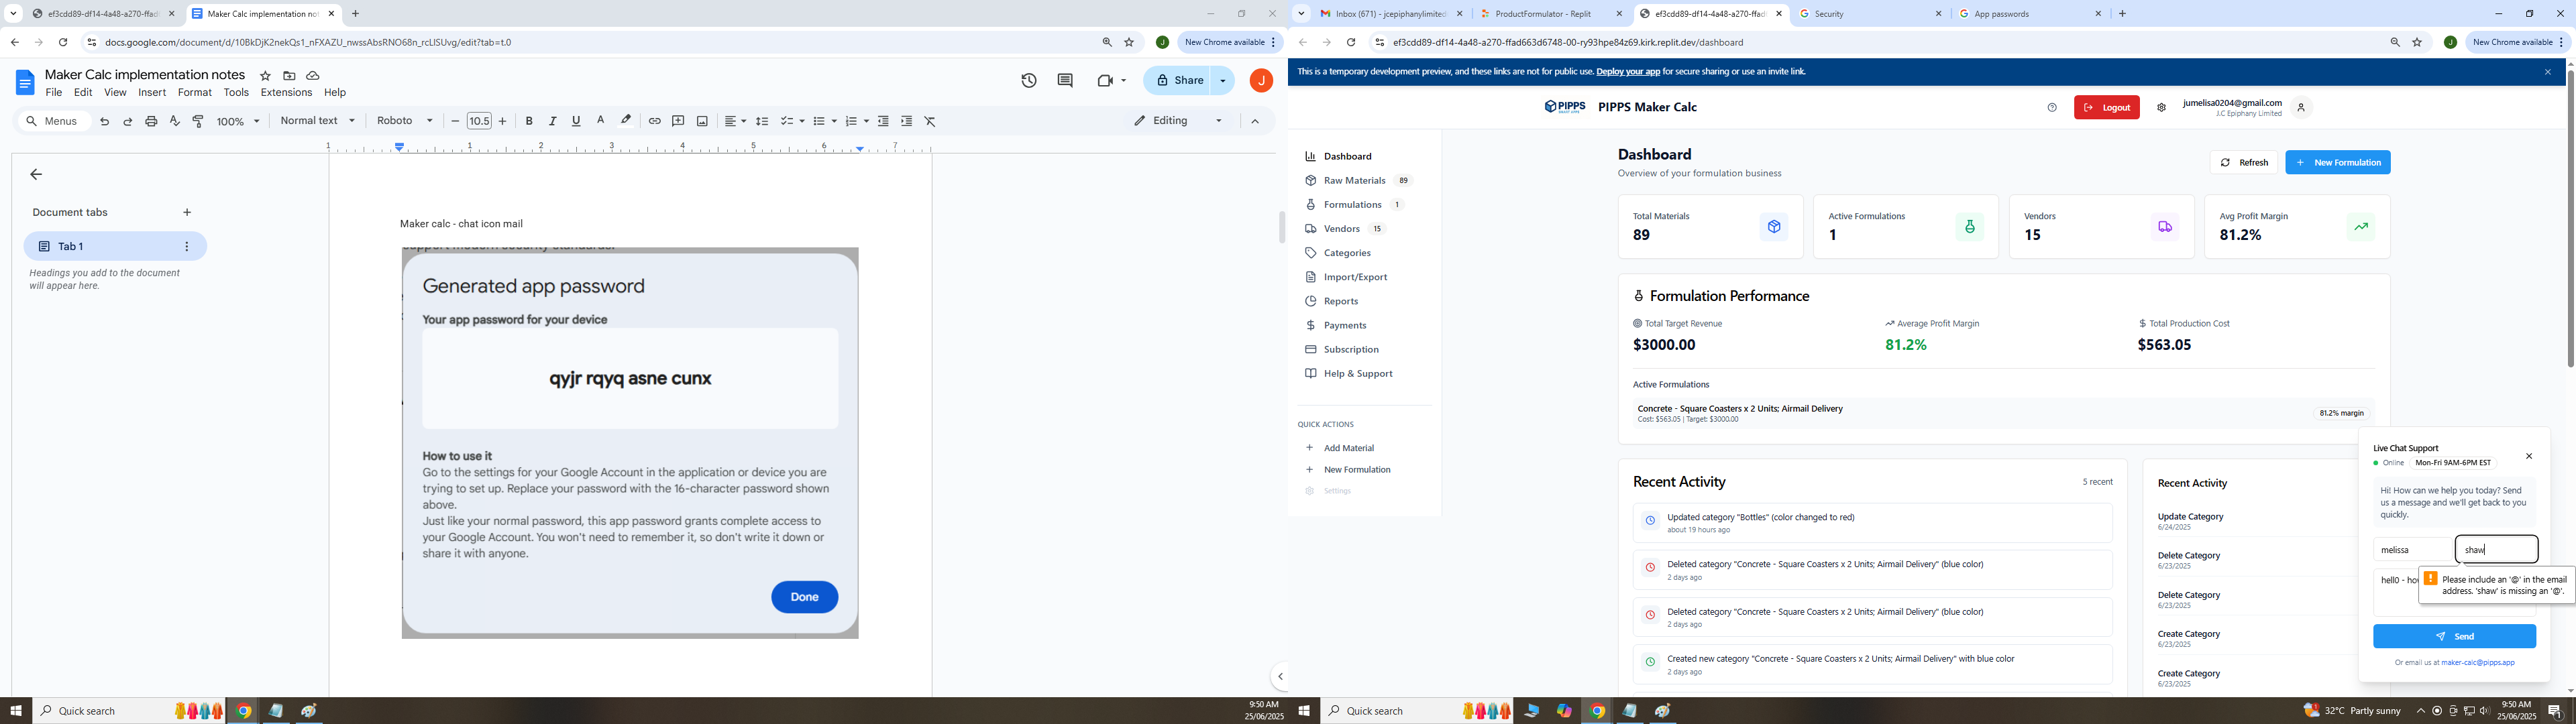 ef3cdd89-df14-4a48-a270-ffad
Maker Calc implementation not
docs.google.com/document/d/10BkDjK2nekQs1_nFXAZU_nwssAbsRNO68n_rcLlSUvg/edit?tab=t.0
New Chrome available
Maker Calc implementation notes
File Edit View Insert Format Tools Extensions Help
Share
J
Menus
100%
Normal text
Roboto
10.5
Editing
1 1 2 3 4 5 6 7
Document tabs
Tab 1
Headings you add to the document
will appear here.
Maker calc - chat icon mail
support modern security standards.
Generated app password
Your app password for your device
qyjr rqyq asne cunx
How to use it
Go to the settings for your Google Account in the application or device you are
trying to set up. Replace your password with the 16-character password shown
above.
Just like your normal password, this app password grants complete access to
your Google Account. You won't need to remember it, so don't write it down or
share it with anyone.
Done
Quick search
9:50 AM
25/06/2025
Inbox (671) - jcepiphanylimited
ProductFormulator - Replit
ef3cdd89-df14-4a48-a270-ffad
Security
App passwords
ef3cdd89-df14-4a48-a270-ffad663d6748-00-ry93hpe84z69.kirk.replit.dev/dashboard
New Chrome available
This is a temporary development preview, and these links are not for public use. Deploy your app for secure sharing or use an invite link.
PIPPS
PIPPS Maker Calc
Logout
jumelisa0204@gmail.com
J.C Epiphany Limited
Dashboard
Raw Materials 89
Formulations 1
Vendors 15
Categories
Import/Export
Reports
Payments
Subscription
Help & Support
QUICK ACTIONS
Add Material
New Formulation
Settings
Dashboard
Overview of your formulation business
Refresh
New Formulation
Total Materials
89
Active Formulations
1
Vendors
15
Avg Profit Margin
81.2%
Formulation Performance
Total Target Revenue
$3000.00
Average Profit Margin
81.2%
Total Production Cost
$563.05
Active Formulations
Concrete - Square Coasters x 2 Units; Airmail Delivery
Cost: $563.05 | Target: $3000.00
81.2% margin
Recent Activity
5 recent
Updated category "Bottles" (color changed to red)
about 19 hours ago
Deleted category "Concrete - Square Coasters x 2 Units; Airmail Delivery" (blue color)
2 days ago
Deleted category "Concrete - Square Coasters x 2 Units; Airmail Delivery" (blue color)
2 days ago
Created new category "Concrete - Square Coasters x 2 Units; Airmail Delivery" with blue color
2 days ago
Recent Activity
Update Category
6/24/2025
Delete Category
6/23/2025
Delete Category
6/23/2025
Create Category
6/23/2025
Create Category
6/23/2025
Live Chat Support
Online
Mon-Fri 9AM-6PM EST
Hi! How can we help you today? Send
us a message and we'll get back to you
quickly.
melissa
shaw
hell0 - ho
Please include an '@' in the email
address. 'shaw' is missing an '@'.
Send
Or email us at maker-calc@pipps.app
Quick search
32°C Partly sunny
9:50 AM
25/06/2025